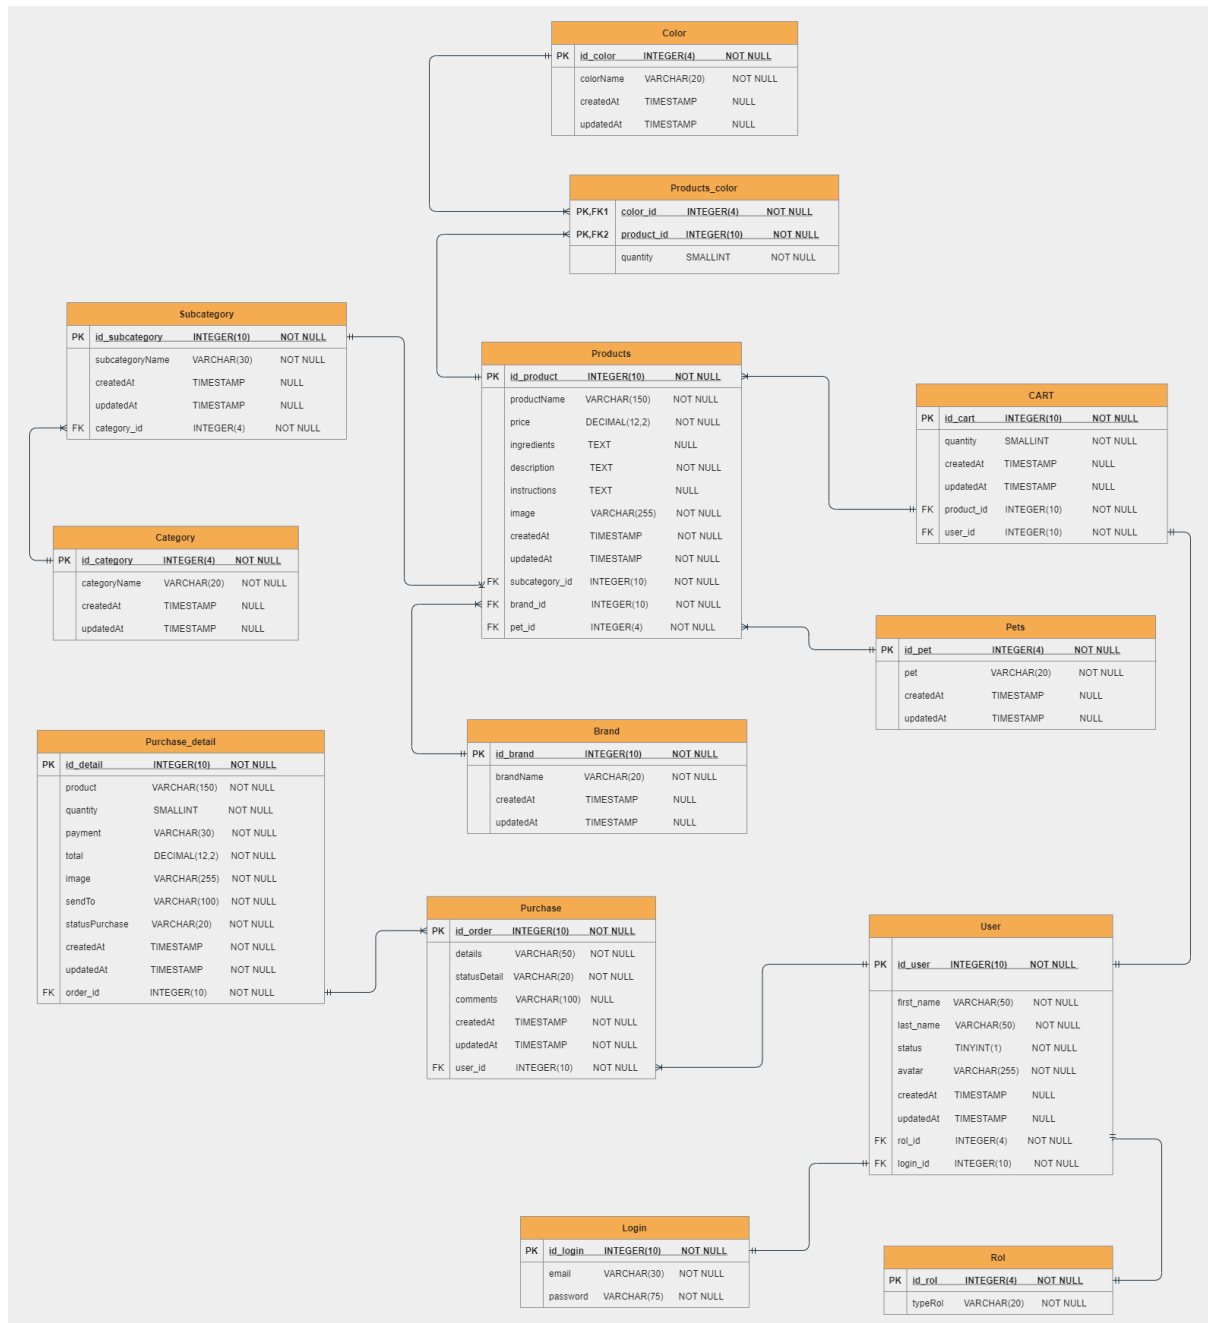 Color
PK id_color INTEGER(4) NOT NULL
colorName VARCHAR(20) NOT NULL
createdAt TIMESTAMP NULL
updatedAt TIMESTAMP NULL
Products_color
PK,FK1 color_id INTEGER(4) NOT NULL
PK,FK2 product_id INTEGER(10) NOT NULL
quantity SMALLINT NOT NULL
Subcategory
PK id_subcategory INTEGER(10) NOT NULL
subcategoryName VARCHAR(30) NOT NULL
createdAt TIMESTAMP NULL
updatedAt TIMESTAMP NULL
FK category_id INTEGER(4) NOT NULL
Products
PK id_product INTEGER(10) NOT NULL
productName VARCHAR(150) NOT NULL
price DECIMAL(12,2) NOT NULL
ingredients TEXT NULL
description TEXT NOT NULL
instructions TEXT NULL
image VARCHAR(255) NOT NULL
createdAt TIMESTAMP NOT NULL
updatedAt TIMESTAMP NOT NULL
FK subcategory_id INTEGER(10) NOT NULL
FK brand_id INTEGER(10) NOT NULL
FK pet_id INTEGER(4) NOT NULL
CART
PK id_cart INTEGER(10) NOT NULL
quantity SMALLINT NOT NULL
createdAt TIMESTAMP NULL
updatedAt TIMESTAMP NULL
FK product_id INTEGER(10) NOT NULL
FK user_id INTEGER(10) NOT NULL
Category
PK id_category INTEGER(4) NOT NULL
categoryName VARCHAR(20) NOT NULL
createdAt TIMESTAMP NULL
updatedAt TIMESTAMP NULL
Pets
PK id_pet INTEGER(4) NOT NULL
pet VARCHAR(20) NOT NULL
createdAt TIMESTAMP NULL
updatedAt TIMESTAMP NULL
Brand
PK id_brand INTEGER(10) NOT NULL
brandName VARCHAR(20) NOT NULL
createdAt TIMESTAMP NULL
updatedAt TIMESTAMP NULL
Purchase_detail
PK id_detail INTEGER(10) NOT NULL
product VARCHAR(150) NOT NULL
quantity SMALLINT NOT NULL
payment VARCHAR(30) NOT NULL
total DECIMAL(12,2) NOT NULL
image VARCHAR(255) NOT NULL
sendTo VARCHAR(100) NOT NULL
statusPurchase VARCHAR(20) NOT NULL
createdAt TIMESTAMP NOT NULL
updatedAt TIMESTAMP NOT NULL
FK order_id INTEGER(10) NOT NULL
Purchase
PK id_order INTEGER(10) NOT NULL
details VARCHAR(50) NOT NULL
statusDetail VARCHAR(20) NOT NULL
comments VARCHAR(100) NULL
createdAt TIMESTAMP NOT NULL
updatedAt TIMESTAMP NOT NULL
FK user_id INTEGER(10) NOT NULL
User
PK id_user INTEGER(10) NOT NULL
first_name VARCHAR(50) NOT NULL
last_name VARCHAR(50) NOT NULL
status TINYINT(1) NOT NULL
avatar VARCHAR(255) NOT NULL
createdAt TIMESTAMP NULL
updatedAt TIMESTAMP NULL
FK rol_id INTEGER(4) NOT NULL
FK login_id INTEGER(10) NOT NULL
Login
PK id_login INTEGER(10) NOT NULL
email VARCHAR(30) NOT NULL
password VARCHAR(75) NOT NULL
Rol
PK id_rol INTEGER(4) NOT NULL
typeRol VARCHAR(20) NOT NULL